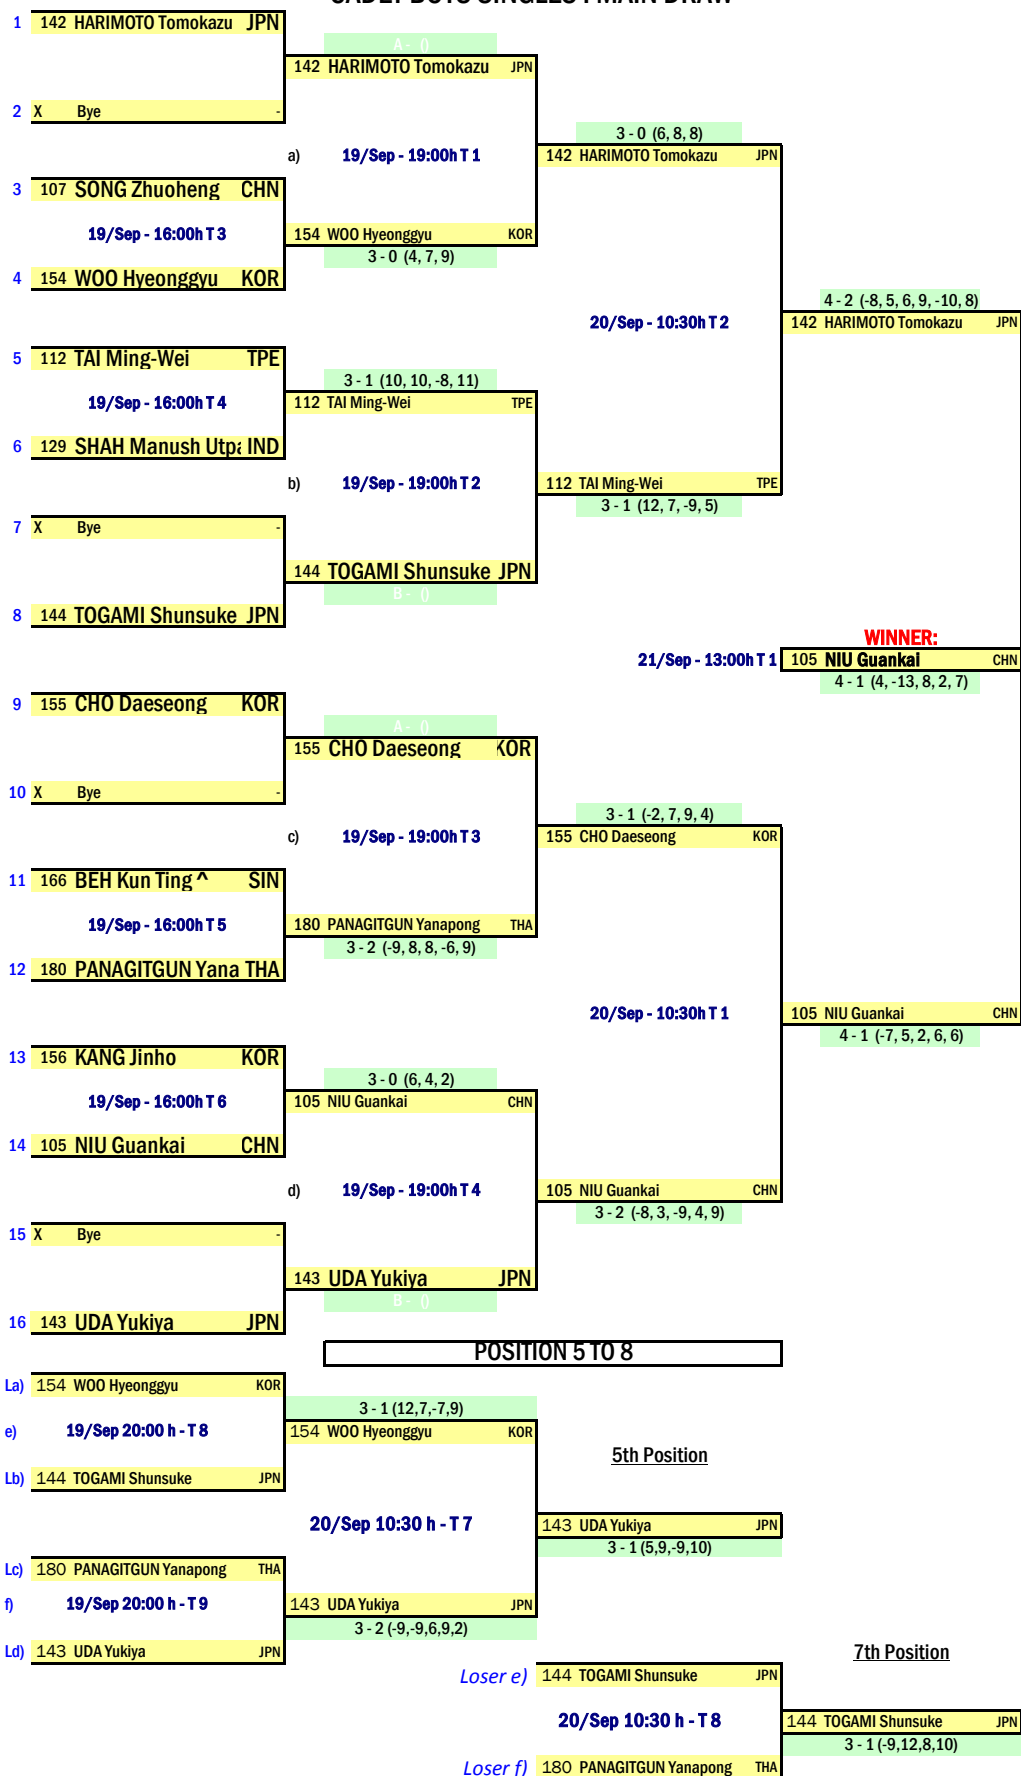 CADET BOYS SINGLES : MAIN DRAW
1 142 HARIMOTO Tomokazu JPN
A - ()
142 HARIMOTO Tomokazu JPN
2 X Bye -
3 - 0 (6, 8, 8)
a) 19/Sep - 19:00h T 1
142 HARIMOTO Tomokazu JPN
3 107 SONG Zhuoheng CHN
19/Sep - 16:00h T 3
154 WOO Hyeonggyu KOR
3 - 0 (4, 7, 9)
4 154 WOO Hyeonggyu KOR
4 - 2 (-8, 5, 6, 9, -10, 8)
20/Sep - 10:30h T 2
142 HARIMOTO Tomokazu JPN
5 112 TAI Ming-Wei TPE
3 - 1 (10, 10, -8, 11)
19/Sep - 16:00h T 4
112 TAI Ming-Wei TPE
6 129 SHAH Manush Utpa IND
b) 19/Sep - 19:00h T 2
112 TAI Ming-Wei TPE
3 - 1 (12, 7, -9, 5)
7 X Bye -
144 TOGAMI Shunsuke JPN
B - ()
8 144 TOGAMI Shunsuke JPN
WINNER:
21/Sep - 13:00h T 1
105 NIU Guankai CHN
4 - 1 (4, -13, 8, 2, 7)
9 155 CHO Daeseong KOR
A - ()
155 CHO Daeseong KOR
10 X Bye -
3 - 1 (-2, 7, 9, 4)
c) 19/Sep - 19:00h T 3
155 CHO Daeseong KOR
11 166 BEH Kun Ting ^ SIN
19/Sep - 16:00h T 5
180 PANAGITGUN Yanapong THA
3 - 2 (-9, 8, 8, -6, 9)
12 180 PANAGITGUN Yana THA
20/Sep - 10:30h T 1
105 NIU Guankai CHN
4 - 1 (-7, 5, 2, 6, 6)
13 156 KANG Jinho KOR
3 - 0 (6, 4, 2)
19/Sep - 16:00h T 6
105 NIU Guankai CHN
14 105 NIU Guankai CHN
d) 19/Sep - 19:00h T 4
105 NIU Guankai CHN
3 - 2 (-8, 3, -9, 4, 9)
15 X Bye -
143 UDA Yukiya JPN
B - ()
16 143 UDA Yukiya JPN
POSITION 5 TO 8
La) 154 WOO Hyeonggyu KOR
3 - 1 (12,7,-7,9)
e) 19/Sep 20:00 h - T 8
154 WOO Hyeonggyu KOR
5th Position
Lb) 144 TOGAMI Shunsuke JPN
20/Sep 10:30 h - T 7
143 UDA Yukiya JPN
3 - 1 (5,9,-9,10)
Lc) 180 PANAGITGUN Yanapong THA
f) 19/Sep 20:00 h - T 9
143 UDA Yukiya JPN
3 - 2 (-9,-9,6,9,2)
Ld) 143 UDA Yukiya JPN
7th Position
Loser e) 144 TOGAMI Shunsuke JPN
20/Sep 10:30 h - T 8
144 TOGAMI Shunsuke JPN
3 - 1 (-9,12,8,10)
Loser f) 180 PANAGITGUN Yanapong THA